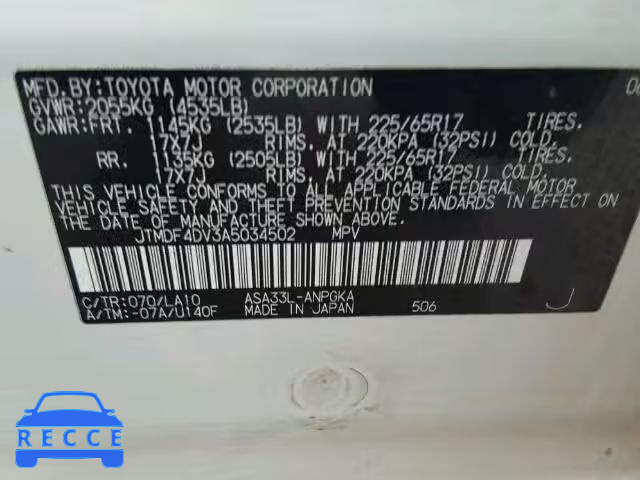 MFD.BY:TOYOTA MOTOR CORPORATION
GVWR:2055KG (4535LB)
GAWR:FRT. 1145KG (2535LB) WITH 225/65R17 TIRES,
17X7J RIMS, AT 220KPA (32PSI) COLD.
RR. 1135KG (2505LB) WITH 225/65R17 TIRES,
17X7J RIMS, AT 220KPA (32PSI) COLD.
THIS VEHICLE CONFORMS TO ALL APPLICABLE FEDERAL MOTOR
VEHICLE SAFETY AND THEFT PREVENTION STANDARDS IN EFFECT ON
THE DATE OF MANUFACTURE SHOWN ABOVE.
JTMDF4DV3A5034502 MPV
C/TR:070/LA10 ASA33L-ANPGKA
A/TM:-07A/U140F MADE IN JAPAN 506 J
RECCE